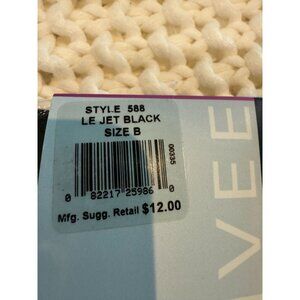 STYLE 588
LE JET BLACK
SIZE B
00335
0 82217 25986 0
Mfg. Sugg. Retail $12.00
VEE